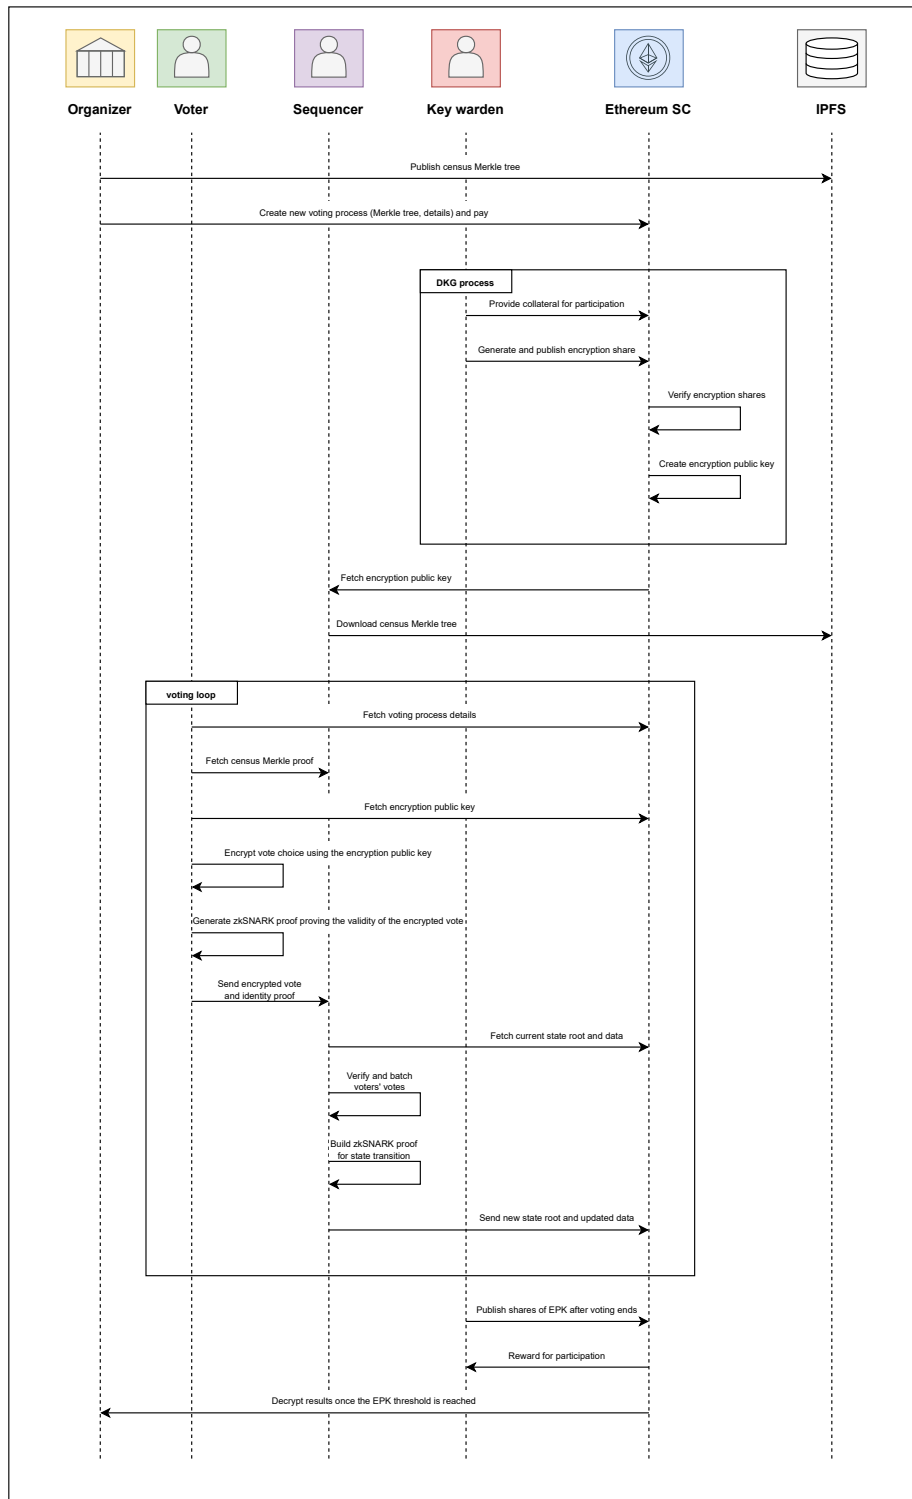 Organizer
Voter
Sequencer
Key warden
Ethereum SC
IPFS
Publish census Merkle tree
Create new voting process (Merkle tree, details) and pay
DKG process
Provide collateral for participation
Generate and publish encryption share
Verify encryption shares
Create encryption public key
Fetch encryption public key
Download census Merkle tree
voting loop
Fetch voting process details
Fetch census Merkle proof
Fetch encryption public key
Encrypt vote choice using the encryption public key
Generate zkSNARK proof proving the validity of the encrypted vote
Send encrypted vote
and identity proof
Fetch current state root and data
Verify and batch
voters' votes
Build zkSNARK proof
for state transition
Send new state root and updated data
Publish shares of EPK after voting ends
Reward for participation
Decrypt results once the EPK threshold is reached